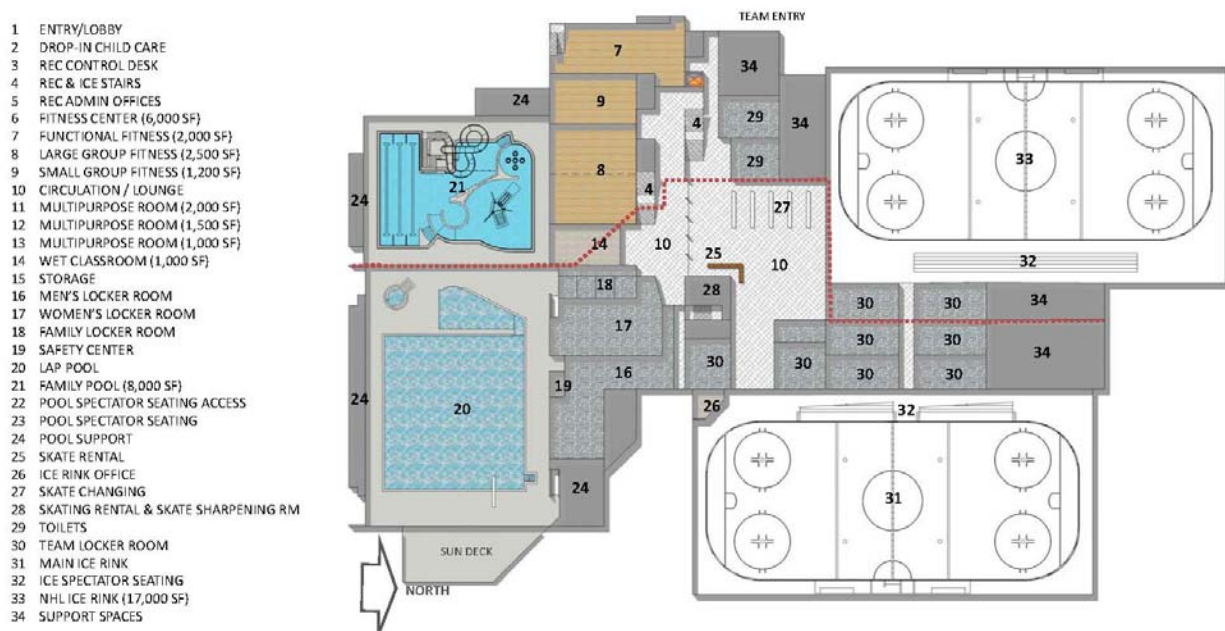 1 ENTRY/LOBBY
2 DROP-IN CHILD CARE
3 REC CONTROL DESK
4 REC & ICE STAIRS
5 REC ADMIN OFFICES
6 FITNESS CENTER (6,000 SF)
7 FUNCTIONAL FITNESS (2,000 SF)
8 LARGE GROUP FITNESS (2,500 SF)
9 SMALL GROUP FITNESS (1,200 SF)
10 CIRCULATION / LOUNGE
11 MULTIPURPOSE ROOM (2,000 SF)
12 MULTIPURPOSE ROOM (1,500 SF)
13 MULTIPURPOSE ROOM (1,000 SF)
14 WET CLASSROOM (1,000 SF)
15 STORAGE
16 MEN'S LOCKER ROOM
17 WOMEN'S LOCKER ROOM
18 FAMILY LOCKER ROOM
19 SAFETY CENTER
20 LAP POOL
21 FAMILY POOL (8,000 SF)
22 POOL SPECTATOR SEATING ACCESS
23 POOL SPECTATOR SEATING
24 POOL SUPPORT
25 SKATE RENTAL
26 ICE RINK OFFICE
27 SKATE CHANGING
28 SKATING RENTAL & SKATE SHARPENING RM
29 TOILETS
30 TEAM LOCKER ROOM
31 MAIN ICE RINK
32 ICE SPECTATOR SEATING
33 NHL ICE RINK (17,000 SF)
34 SUPPORT SPACES
TEAM ENTRY
7
34
24
9
29
4
34
33
29
24
21
8
4
27
14
10
25
10
32
18
28
30
30
34
17
30
30
34
16
30
30
30
30
19
24
20
26
32
24
31
SUN DECK
NORTH